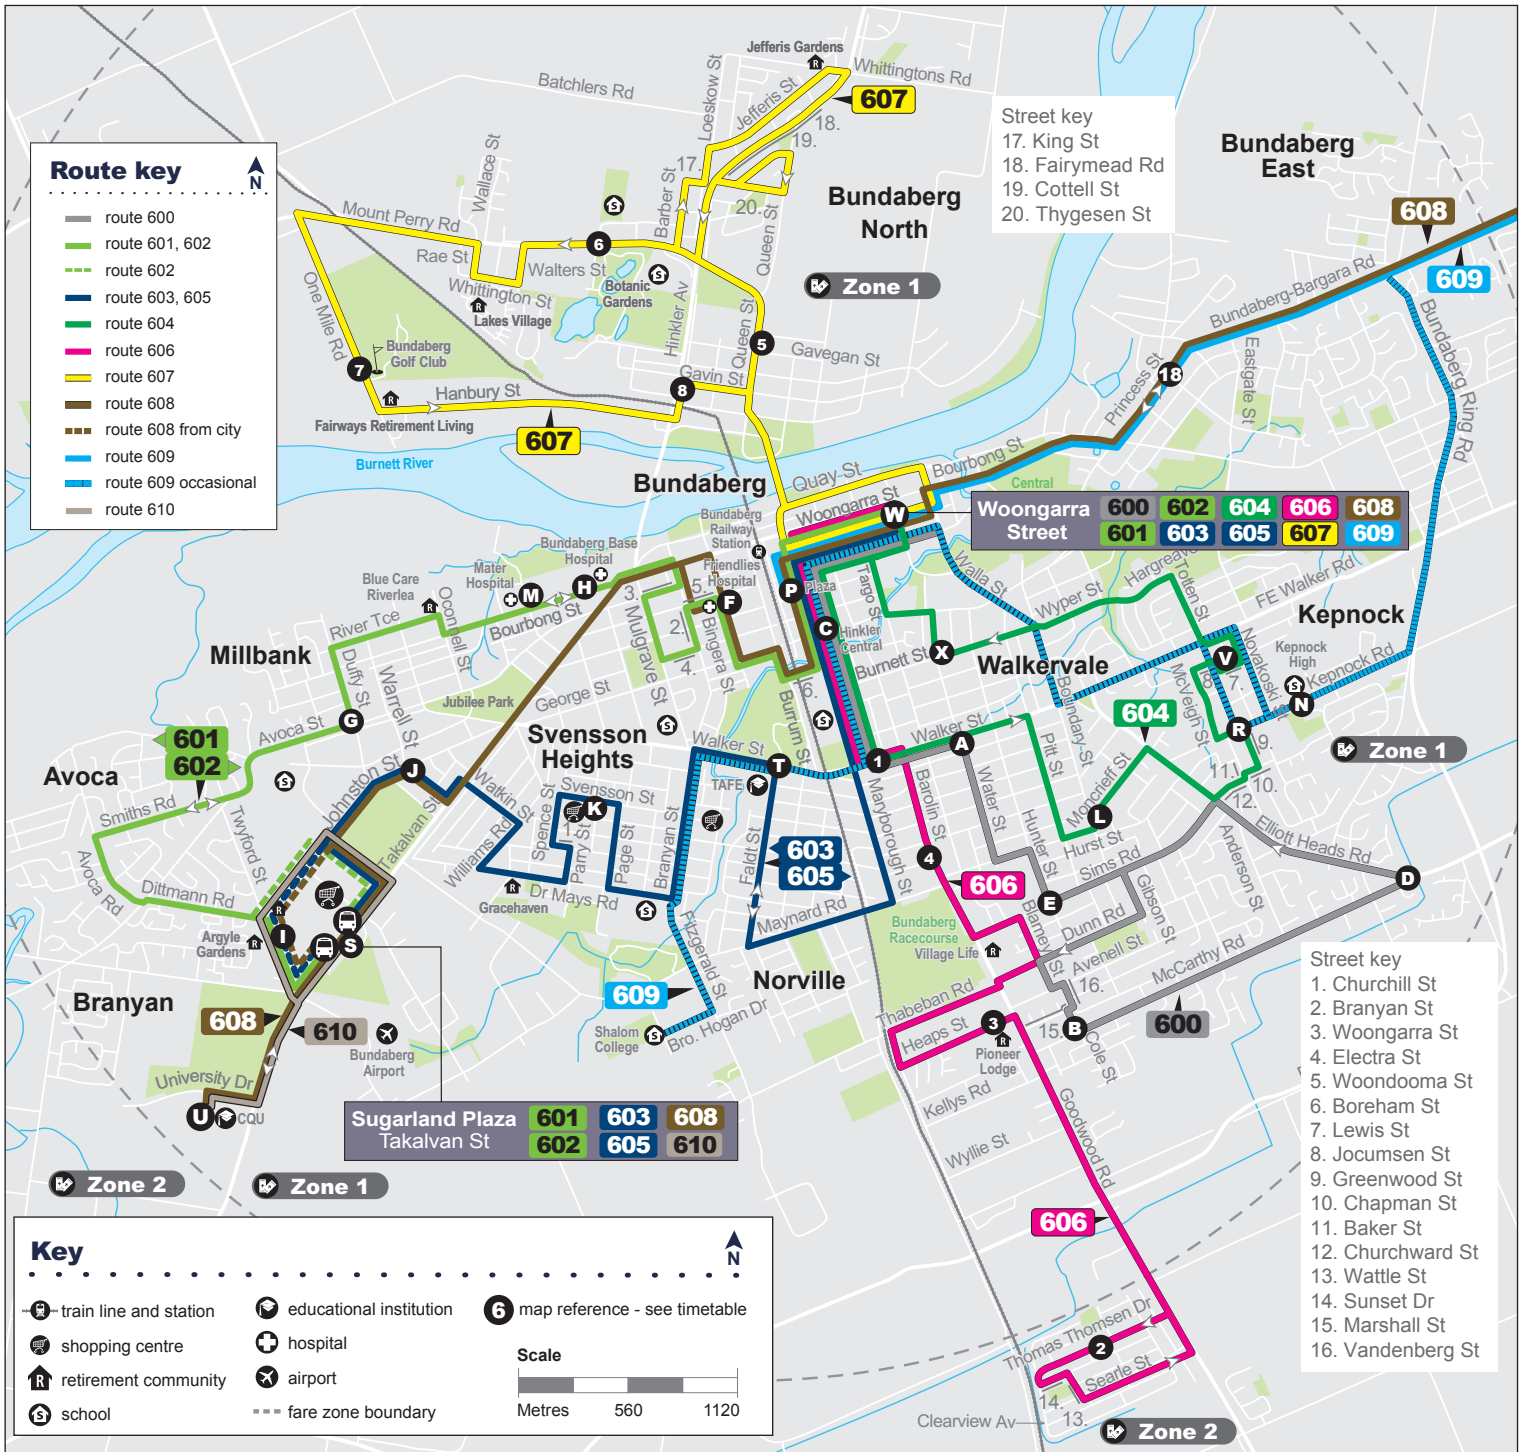 Route key
N
route 600
route 601, 602
route 602
route 603, 605
route 604
route 606
route 607
route 608
route 608 from city
route 609
route 609 occasional
route 610
Jefferis Gardens
Whittingtons Rd
Batchlers Rd
Loeskow St
Jefferis St
607
18.
19.
17.
20.
Wallace St
Barber St
Mount Perry Rd
Rae St
6
Walters St
Whittington St
Botanic
Gardens
Lakes Village
Hinkler Av
Queen St
Queen St
Bundaberg
North
Zone 1
Street key
17. King St
18. Fairymead Rd
19. Cottell St
20. Thygesen St
Bundaberg
East
608
609
Bundaberg-Bargara Rd
Bundaberg Ring Rd
One Mile Rd
Bundaberg
Golf Club
7
5
Gavegan St
Gavin St
8
Hanbury St
Fairways Retirement Living
607
Burnett River
Princess St
18
Eastgate St
Bourbong St
Quay St
Central
Bundaberg
Woongarra St
W
Woongarra
Street
600 602 604 606 608
601 603 605 607 609
Bundaberg
Railway
Station
Bundaberg Base
Hospital
Mater
Hospital
M
H
Blue Care
Riverlea
Friendlies
Hospital
F
P
Plaza
C
Hinkler
Central
Targo St
Walla St
Wyper St
Hargreave
Totten St
FE Walker Rd
Kepnock
Kepnock
High
Kepnock Rd
N
River Tce
Oconnell St
Bourbong St
3.
5.
2.
4.
Mulgrave St
Bingera St
Burnett St
X
Walkervale
V
7.
8.
Novakoski St
McVeigh St
R
9.
Zone 1
Millbank
Duffy St
Warrell St
Jubilee Park
George St
6.
Burrum St
Boundary St
604
G
Avoca St
601
602
Avoca
Svensson
Heights
Walker St
T
TAFE
1
Walker St
A
Pitt St
Moncrieff St
11.
10.
12.
J
Johnston St
Takalvan St
Watkin St
Svensson St
K
Spence St
1.
Parry St
Page St
Branyan St
Smiths Rd
Twyford St
Avoca Rd
Dittmann Rd
Williams Rd
Gracehaven
Dr Mays Rd
Faldt St
603
605
Maynard Rd
Maryborough St
Barolin St
4
606
Water St
Hunter St
L
Hurst St
Sims Rd
Anderson St
Elliott Heads Rd
D
E
Gibson St
Dunn Rd
Blamey St
Avenell St
McCarthy Rd
16.
Argyle
Gardens
I
S
Branyan
608
610
Bundaberg
Airport
University Dr
U
CQU
Fitzgerald St
609
Shalom
College
Bro. Hogan Dr
Norville
Bundaberg
Racecourse
Village Life
Thabeban Rd
Heaps St
3
Pioneer
Lodge
15.
B
Cole St
600
Kellys Rd
Goodwood Rd
Wyllie St
606
Sugarland Plaza
Takalvan St
601 603 608
602 605 610
Zone 2
Zone 1
Street key
1. Churchill St
2. Branyan St
3. Woongarra St
4. Electra St
5. Woondooma St
6. Boreham St
7. Lewis St
8. Jocumsen St
9. Greenwood St
10. Chapman St
11. Baker St
12. Churchward St
13. Wattle St
14. Sunset Dr
15. Marshall St
16. Vandenberg St
Thomas Thomsen Dr
2
Searle St
14.
13.
Clearview Av
Zone 2
Key
N
train line and station
shopping centre
retirement community
school
educational institution
hospital
airport
fare zone boundary
6 map reference - see timetable
Scale
Metres 560 1120